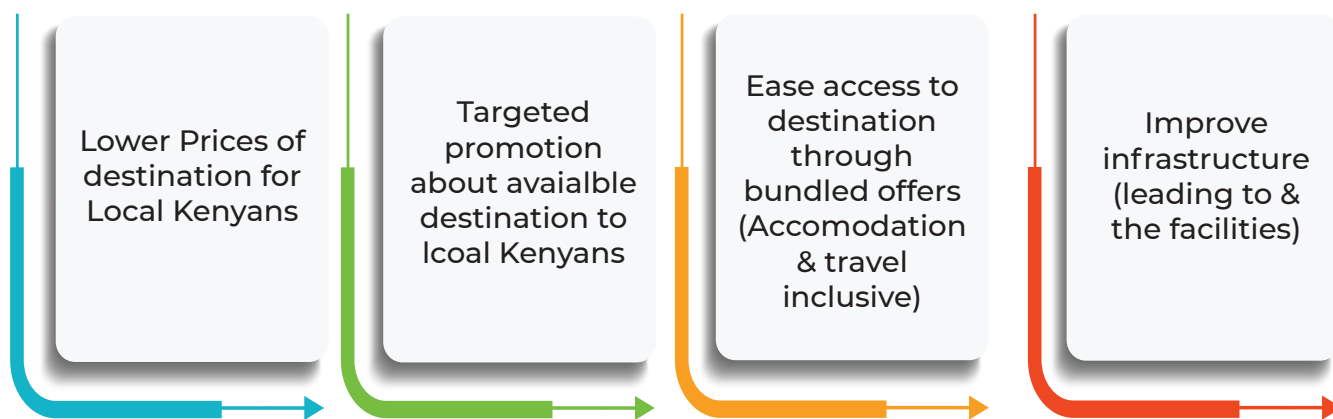 Lower Prices of
destination for
Local Kenyans
Targeted
promotion
about avaialble
destination to
lcoal Kenyans
Ease access to
destination
through
bundled offers
(Accomodation
& travel
inclusive)
Improve
infrastructure
(leading to &
the facilities)